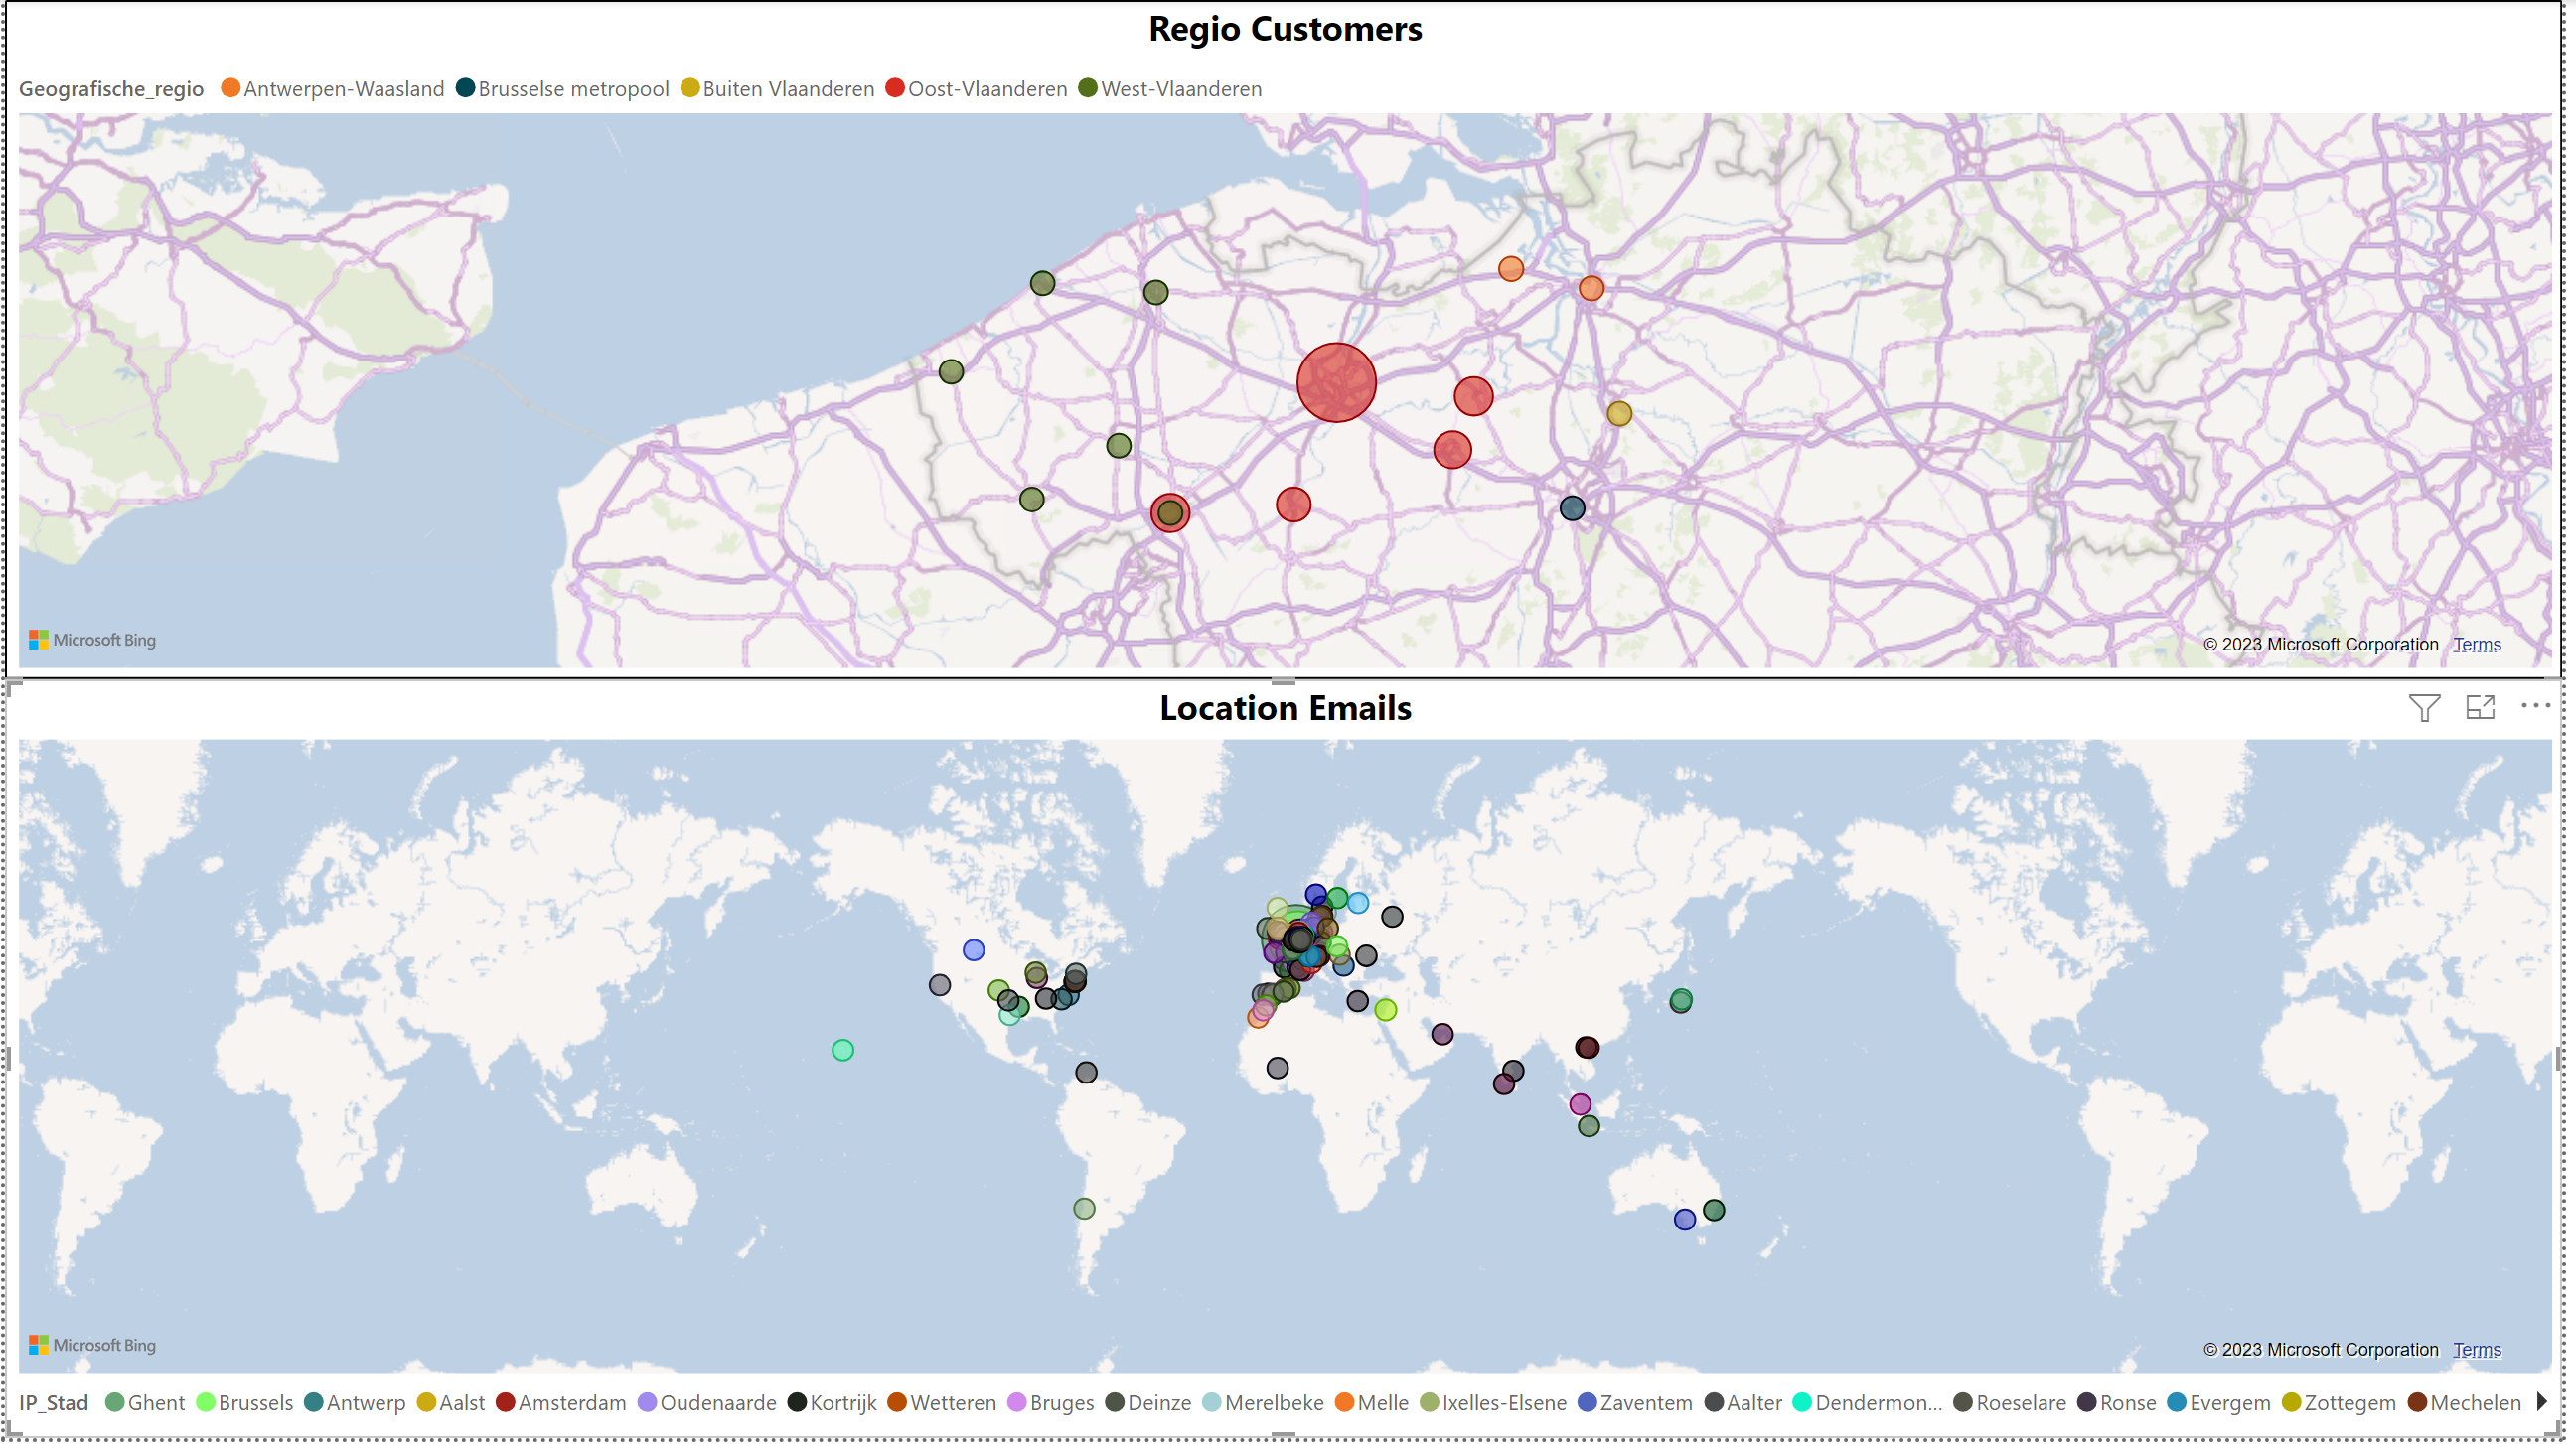 Regio Customers
Geografische_regio Antwerpen-Waasland Brusselse metropool Buiten Vlaanderen Oost-Vlaanderen West-Vlaanderen
Microsoft Bing
© 2023 Microsoft Corporation Terms
Location Emails
Microsoft Bing
© 2023 Microsoft Corporation Terms
IP_Stad Ghent Brussels Antwerp Aalst Amsterdam Oudenaarde Kortrijk Wetteren Bruges Deinze Merelbeke Melle Ixelles-Elsene Zaventem Aalter Dendermon... Roeselare Ronse Evergem Zottegem Mechelen